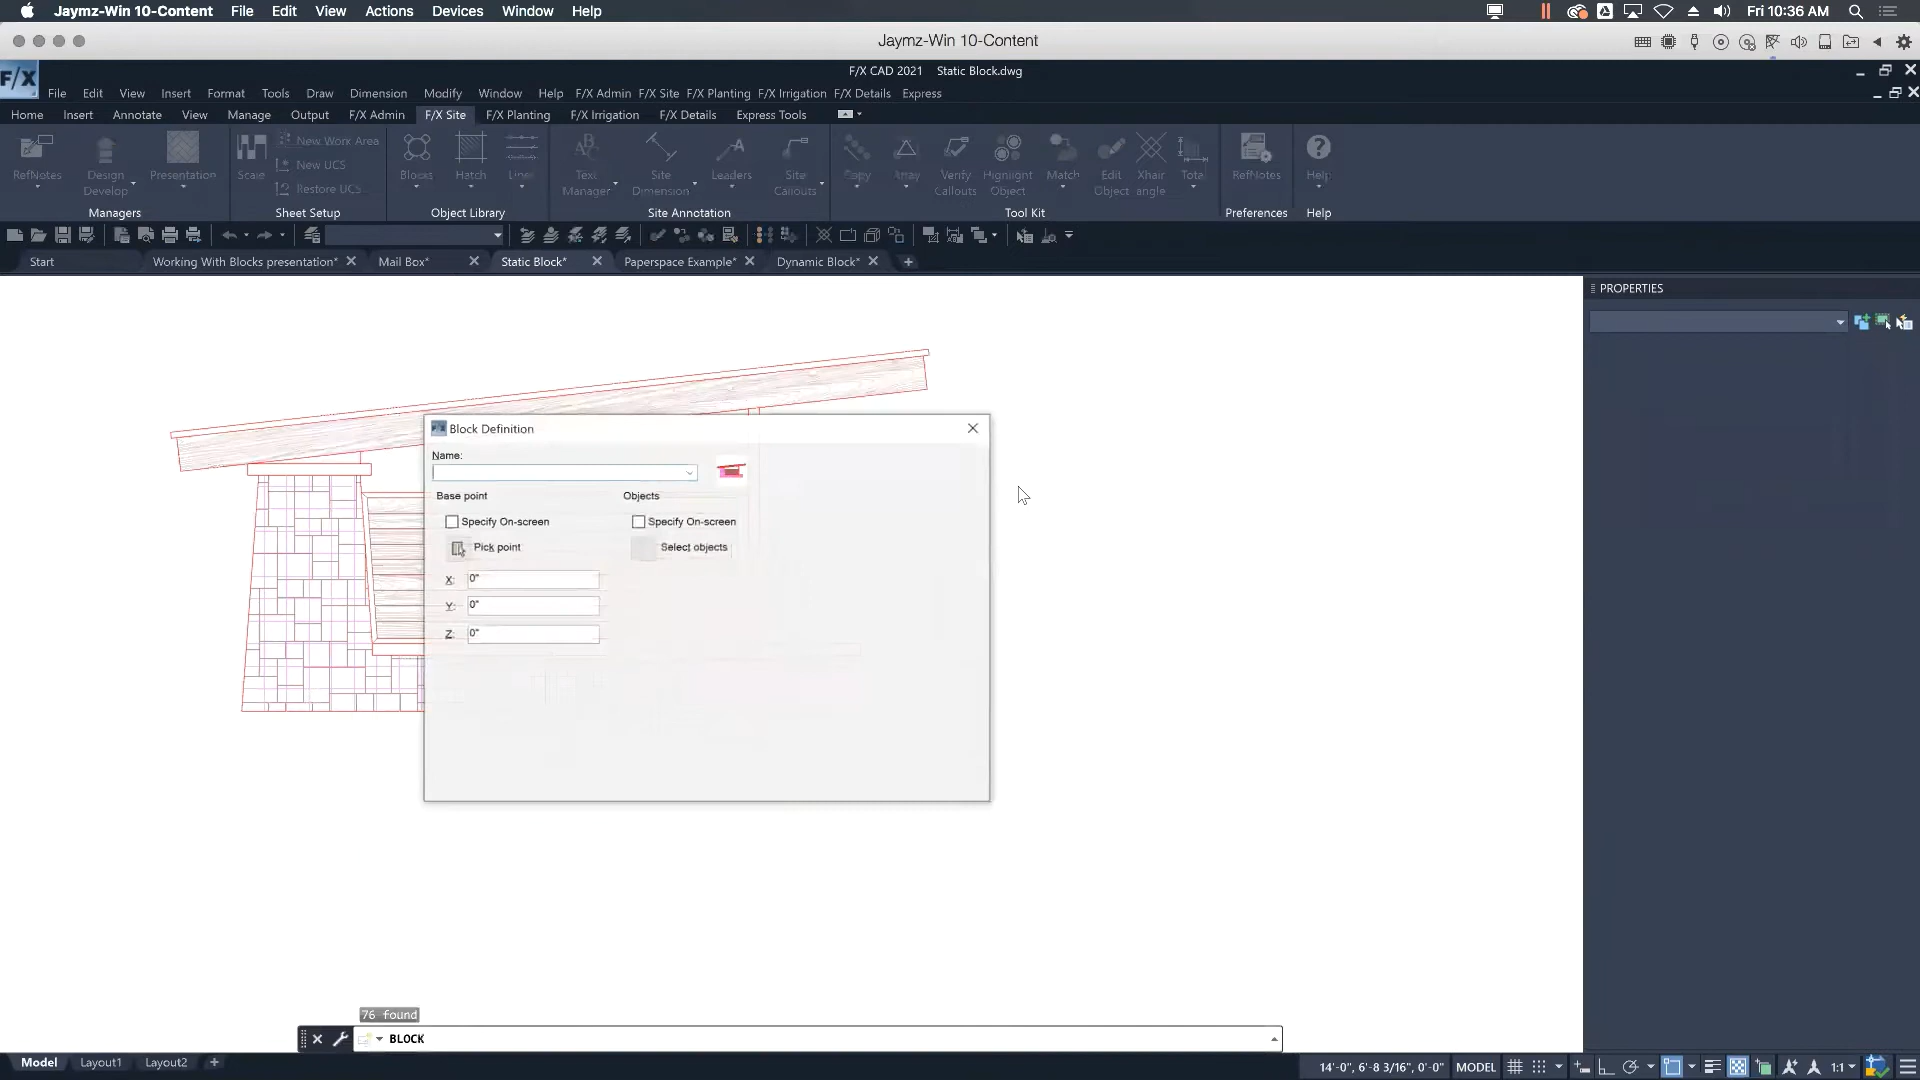 Jaymz-Win 10-Content File Edit View Actions Devices Window Help Fri 10:36 AM
Jaymz-Win 10-Content
F/X CAD 2021 Static Block.dwg
F/X
File Edit View Insert Format Tools Draw Dimension Modify Window Help F/X Admin F/X Site F/X Planting F/X Irrigation F/X Details Express
Home Insert Annotate View Manage Output F/X Admin F/X Site F/X Planting F/X Irrigation F/X Details Express Tools
New Work Area
New UCS
Restore UCS
RefNotes Design Develop Presentation Scale Blocks Hatch Lines Text Manager Site Dimension Leaders Site Callouts Copy Array Verify Callouts Highlight Object Match Edit Object Xhair angle Total RefNotes Help
Managers Sheet Setup Object Library Site Annotation Tool Kit Preferences Help
Start Working With Blocks presentation* Mail Box* Static Block* Paperspace Example* Dynamic Block*
PROPERTIES
Block Definition
Name:
Base point Objects
Specify On-screen Specify On-screen
Pick point Select objects
X: 0"
Y: 0"
Z: 0"
76 found
BLOCK
Model Layout1 Layout2 14'-0", 6'-8 3/16", 0'-0" MODEL 1:1